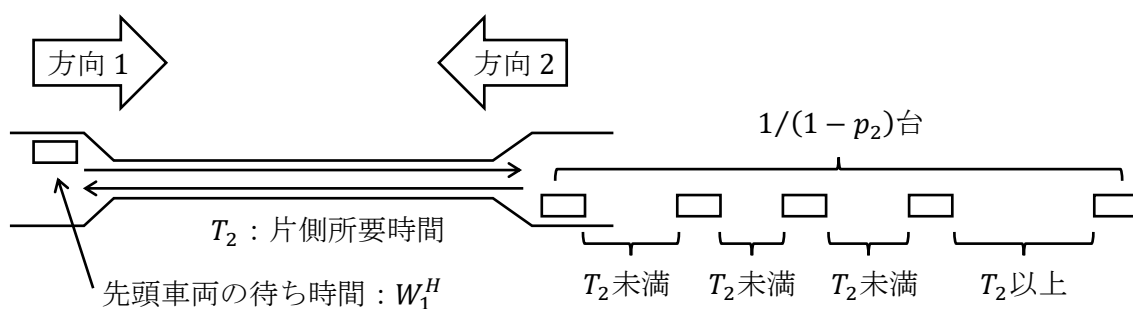 方向 1
方向 2
1/(1 − p₂)台
T₂：片側所要時間
先頭車両の待ち時間：W₁ᴴ
T₂未満
T₂未満
T₂未満
T₂以上